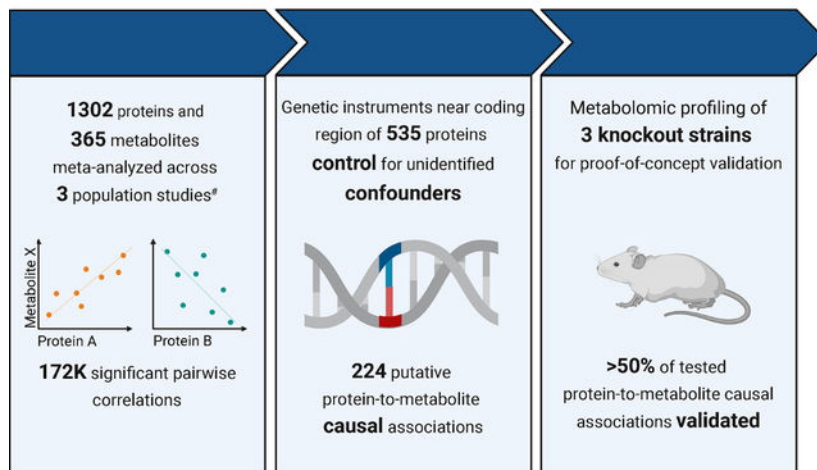 1302 proteins and
365 metabolites
meta-analyzed across
3 population studies#
Metabolite X
Protein A
Protein B
172K significant pairwise
correlations
Genetic instruments near coding
region of 535 proteins
control for unidentified
confounders
224 putative
protein-to-metabolite
causal associations
Metabolomic profiling of
3 knockout strains
for proof-of-concept validation
>50% of tested
protein-to-metabolite causal
associations validated